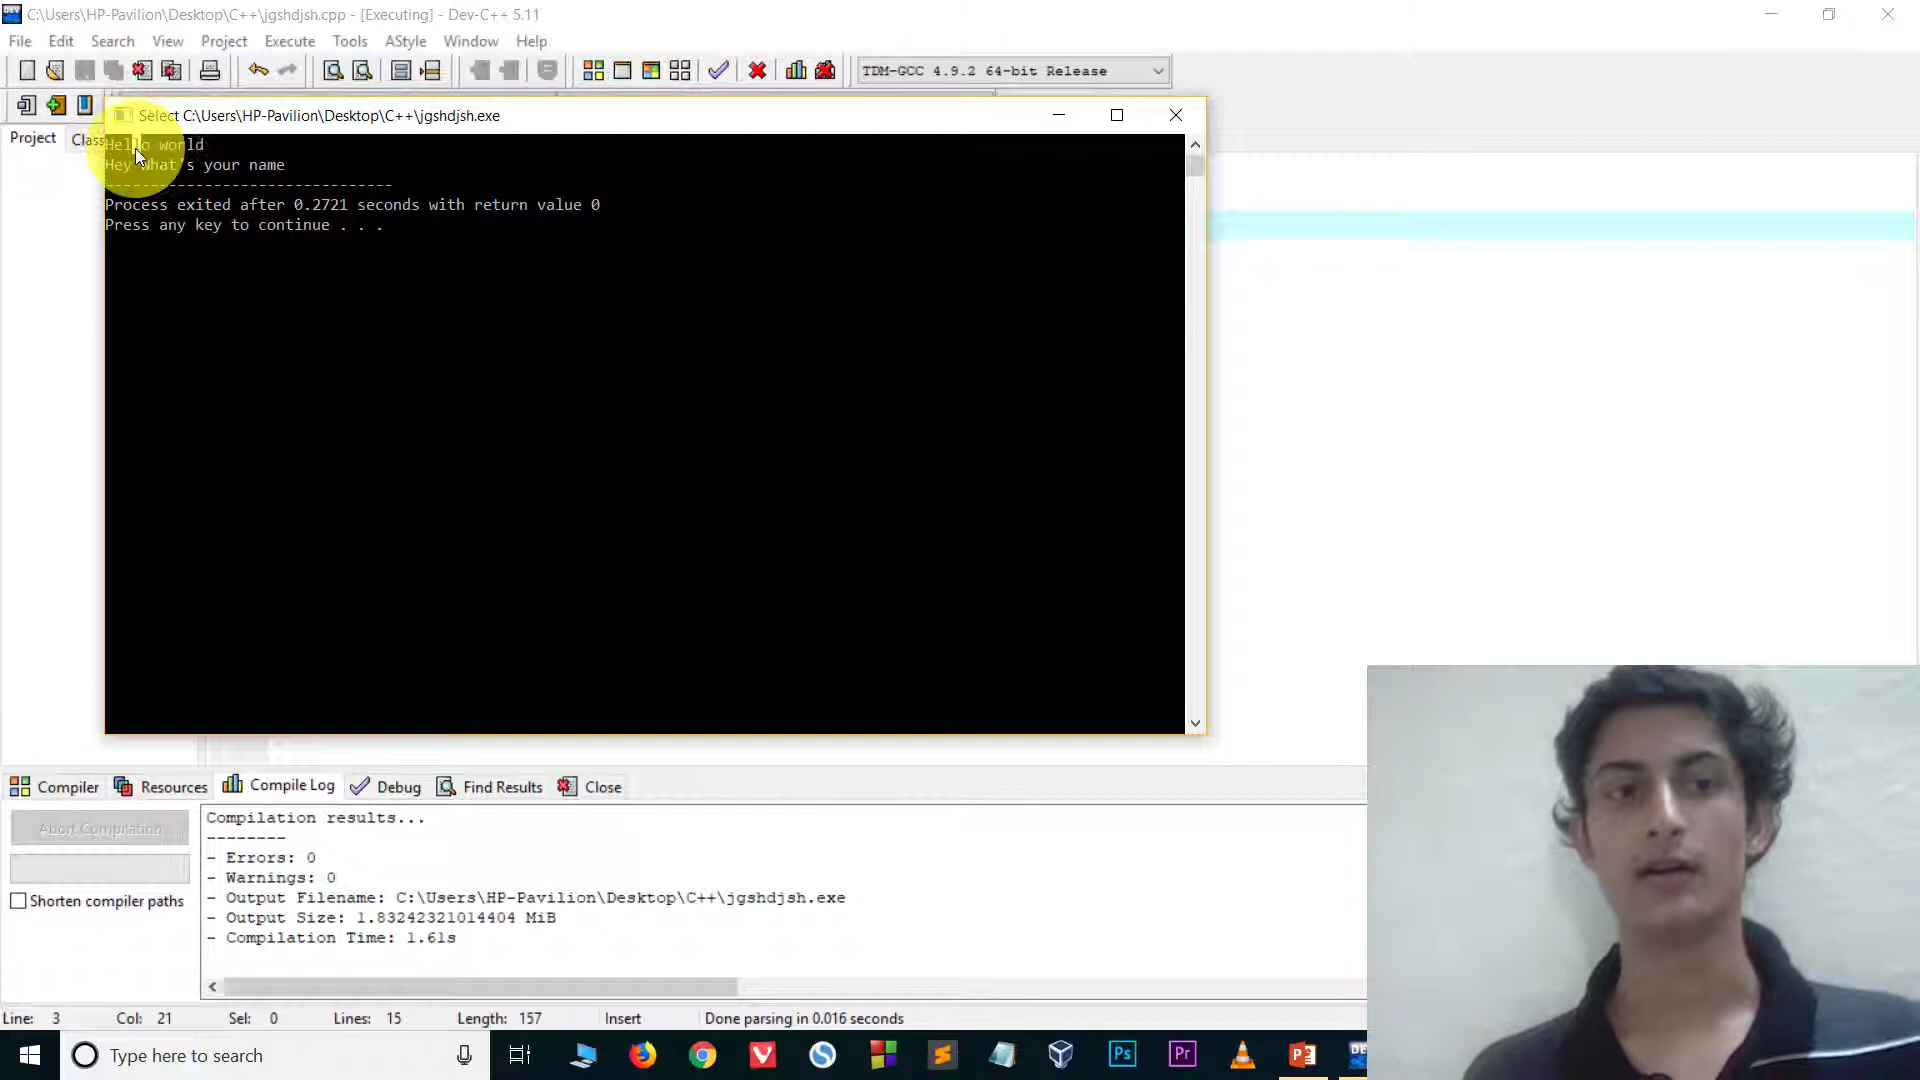 C:\Users\HP-Pavilion\Desktop\C++\jgshdjsh.cpp - [Executing] - Dev-C++ 5.11
File Edit Search View Project Execute Tools AStyle Window Help
TDM-GCC 4.9.2 64-bit Release
Select C:\Users\HP-Pavilion\Desktop\C++\jgshdjsh.exe
Project
Hello world
Hey what's your name
-------------------------------
Process exited after 0.2721 seconds with return value 0
Press any key to continue . . .
Compiler Resources Compile Log Debug Find Results Close
Abort Compilation
Shorten compiler paths
Compilation results...
--------
- Errors: 0
- Warnings: 0
- Output Filename: C:\Users\HP-Pavilion\Desktop\C++\jgshdjsh.exe
- Output Size: 1.83242321014404 MiB
- Compilation Time: 1.61s
Line: 3 Col: 21 Sel: 0 Lines: 15 Length: 157 Insert Done parsing in 0.016 seconds
Type here to search
Ps
Pr